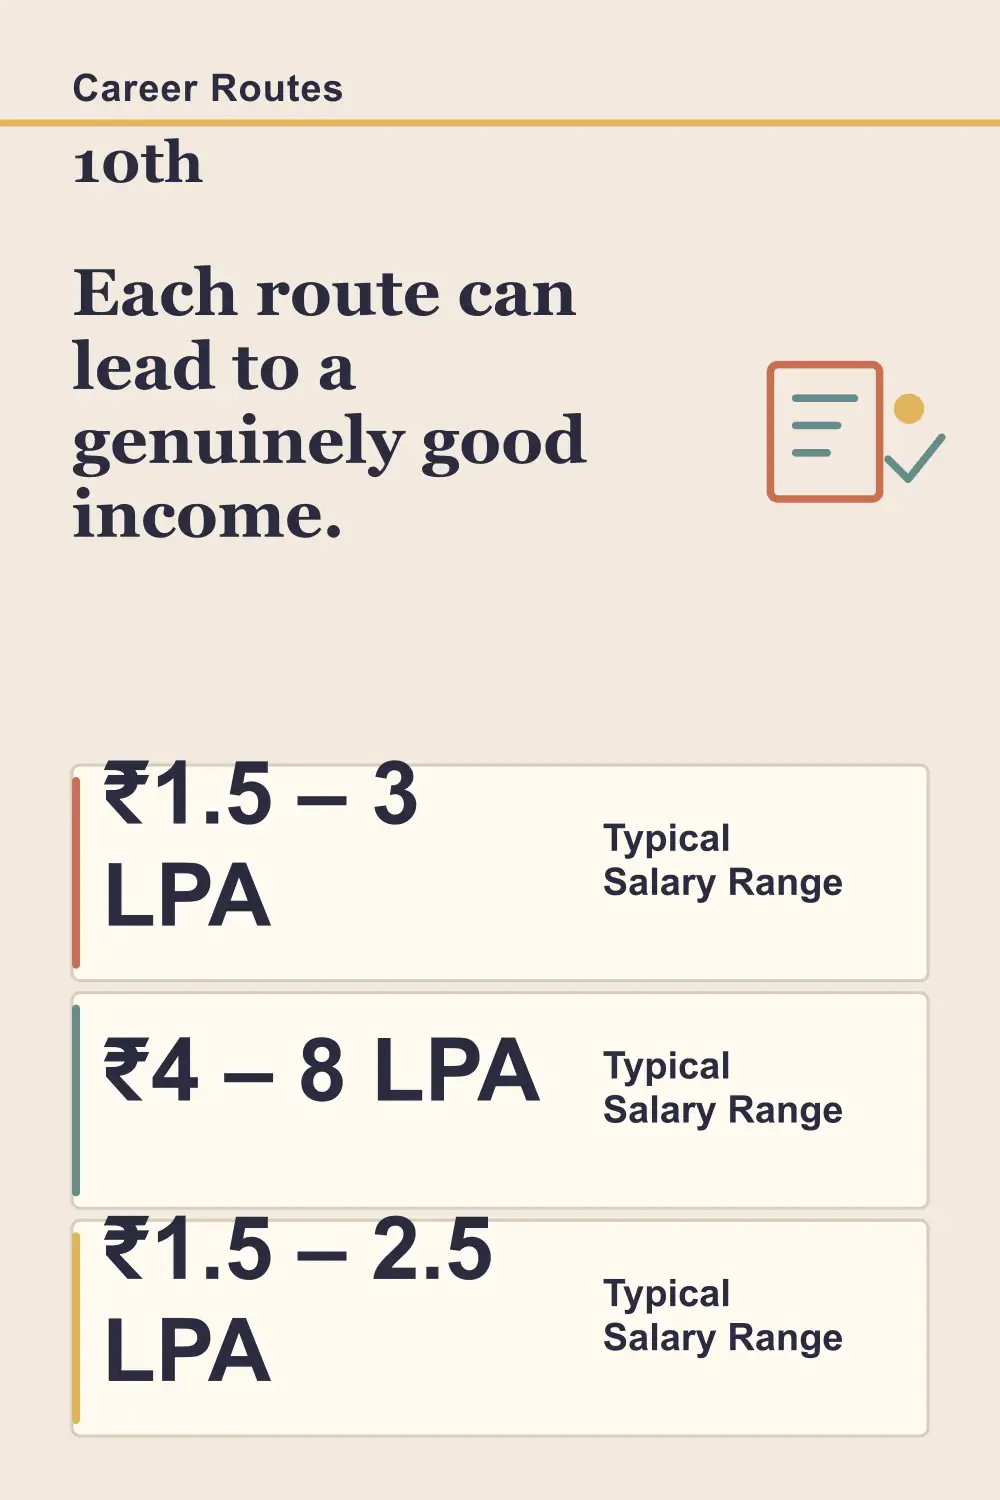 Career Routes
10th
Each route can
lead to a
genuinely good
income.
₹1.5 – 3
LPA
Typical
Salary Range
₹4 – 8 LPA
Typical
Salary Range
₹1.5 – 2.5
LPA
Typical
Salary Range